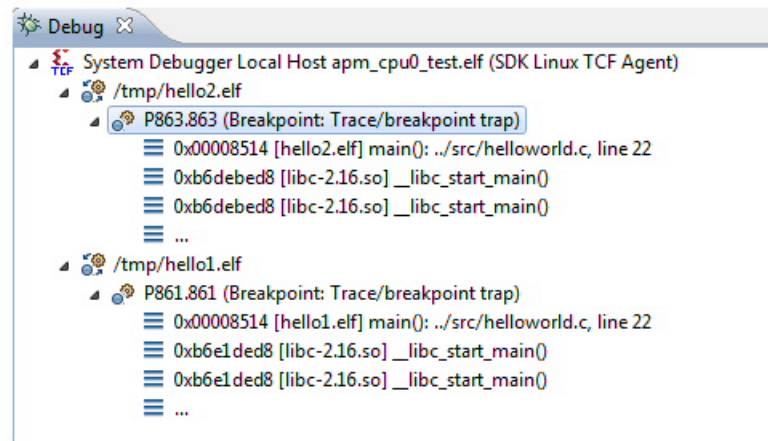 Debug
TCF System Debugger Local Host apm_cpu0_test.elf (SDK Linux TCF Agent)
/tmp/hello2.elf
P863.863 (Breakpoint: Trace/breakpoint trap)
0x00008514 [hello2.elf] main(): ../src/helloworld.c, line 22
0xb6debed8 [libc-2.16.so] __libc_start_main()
0xb6debed8 [libc-2.16.so] __libc_start_main()
...
/tmp/hello1.elf
P861.861 (Breakpoint: Trace/breakpoint trap)
0x00008514 [hello1.elf] main(): ../src/helloworld.c, line 22
0xb6e1ded8 [libc-2.16.so] __libc_start_main()
0xb6e1ded8 [libc-2.16.so] __libc_start_main()
...